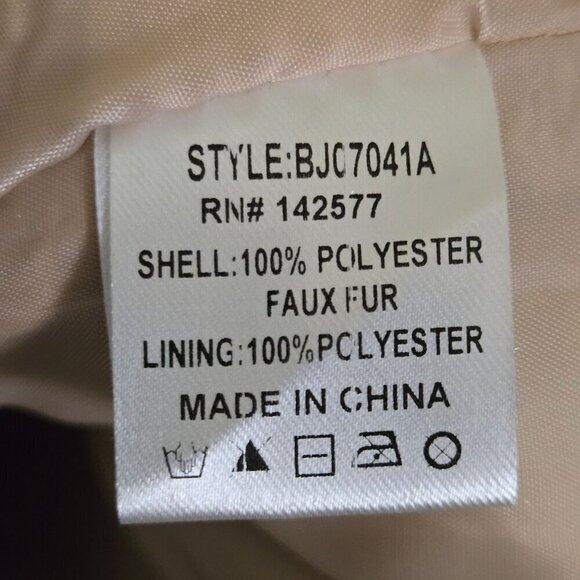 STYLE:BJ07041A
RN# 142577
SHELL:100% POLYESTER
FAUX FUR
LINING:100%POLYESTER
MADE IN CHINA